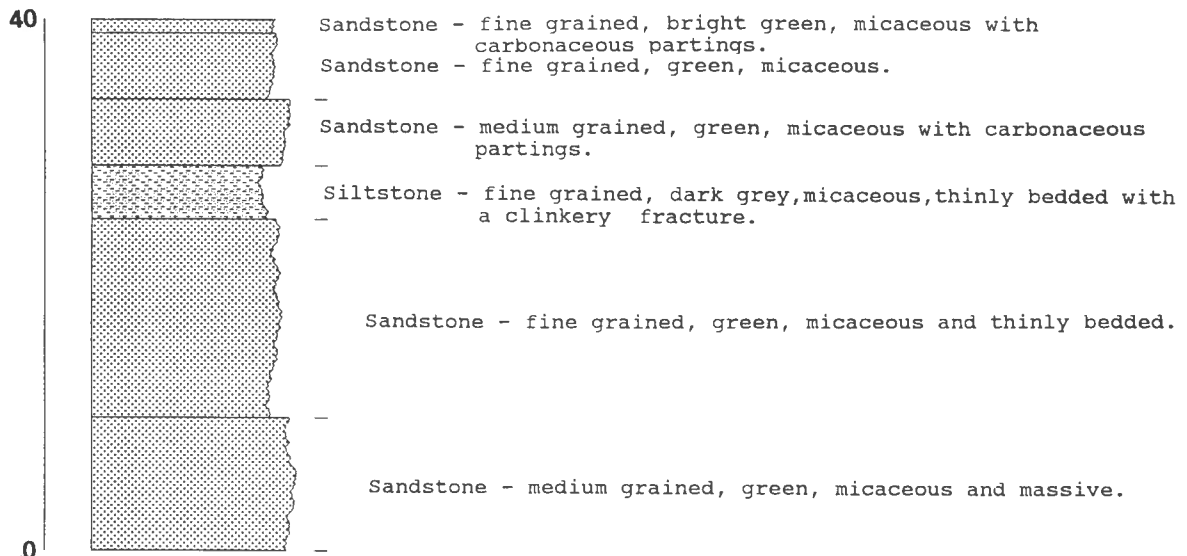 40
Sandstone - fine grained, bright green, micaceous with
carbonaceous partings.
Sandstone - fine grained, green, micaceous.
Sandstone - medium grained, green, micaceous with carbonaceous
partings.
Siltstone - fine grained, dark grey,micaceous,thinly bedded with
a clinkery fracture.
Sandstone - fine grained, green, micaceous and thinly bedded.
Sandstone - medium grained, green, micaceous and massive.
0